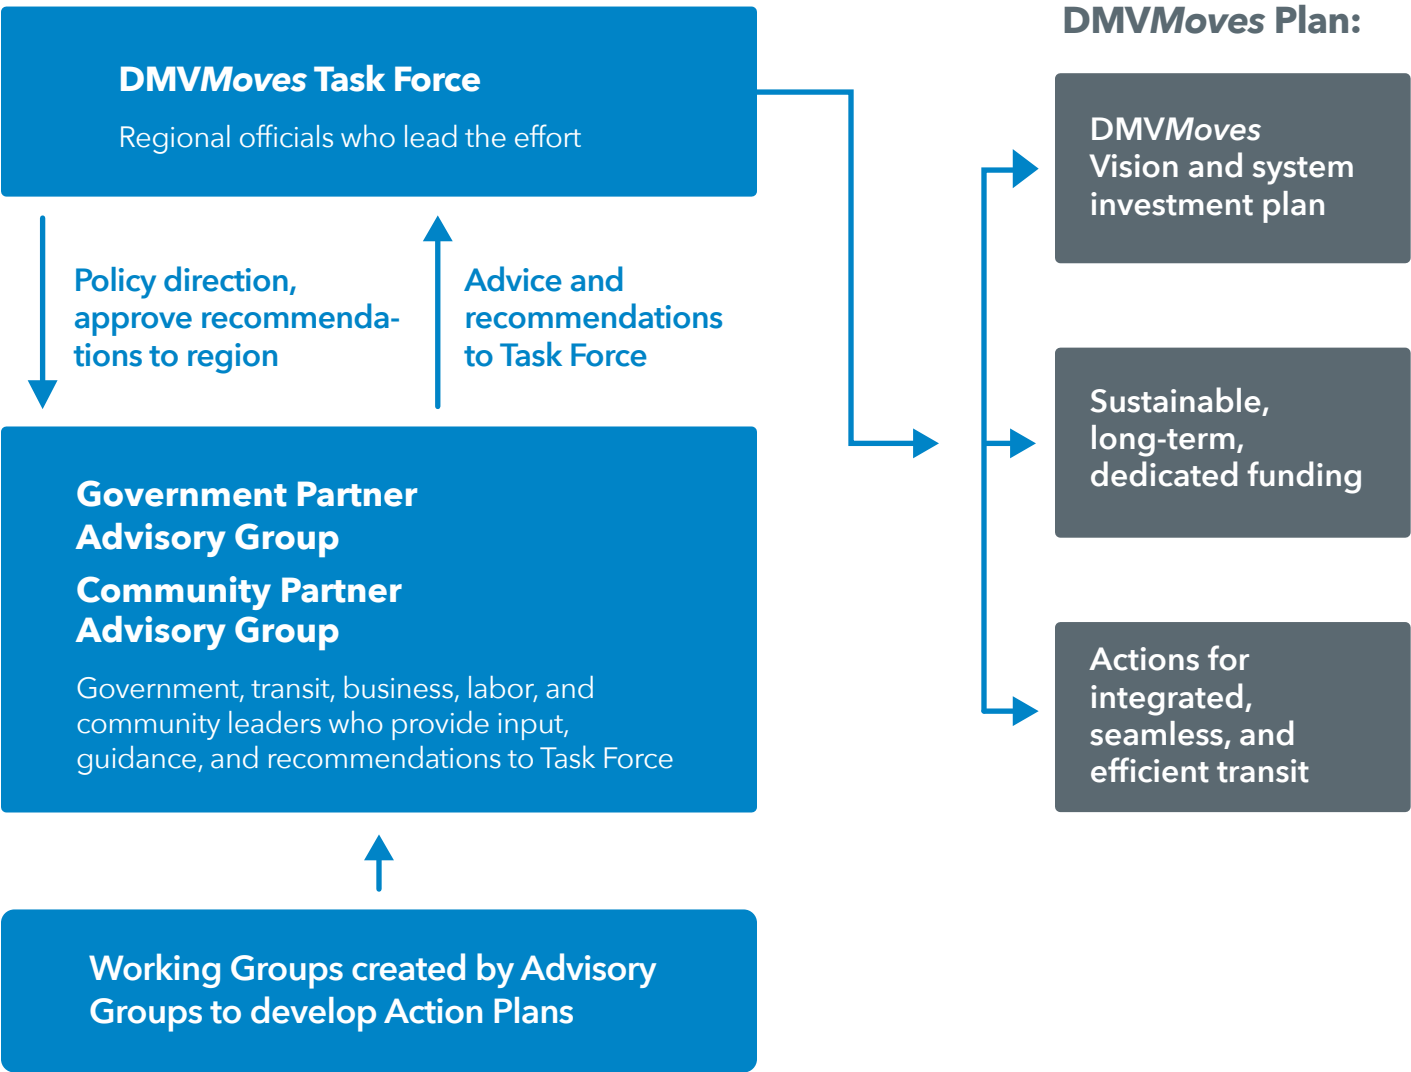 DMVMoves Task Force
Regional officials who lead the effort
Policy direction,
approve recommenda-
tions to region
Advice and
recommendations
to Task Force
Government Partner
Advisory Group
Community Partner
Advisory Group
Government, transit, business, labor, and
community leaders who provide input,
guidance, and recommendations to Task Force
Working Groups created by Advisory
Groups to develop Action Plans
DMVMoves Plan:
DMVMoves
Vision and system
investment plan
Sustainable,
long-term,
dedicated funding
Actions for
integrated,
seamless, and
efficient transit